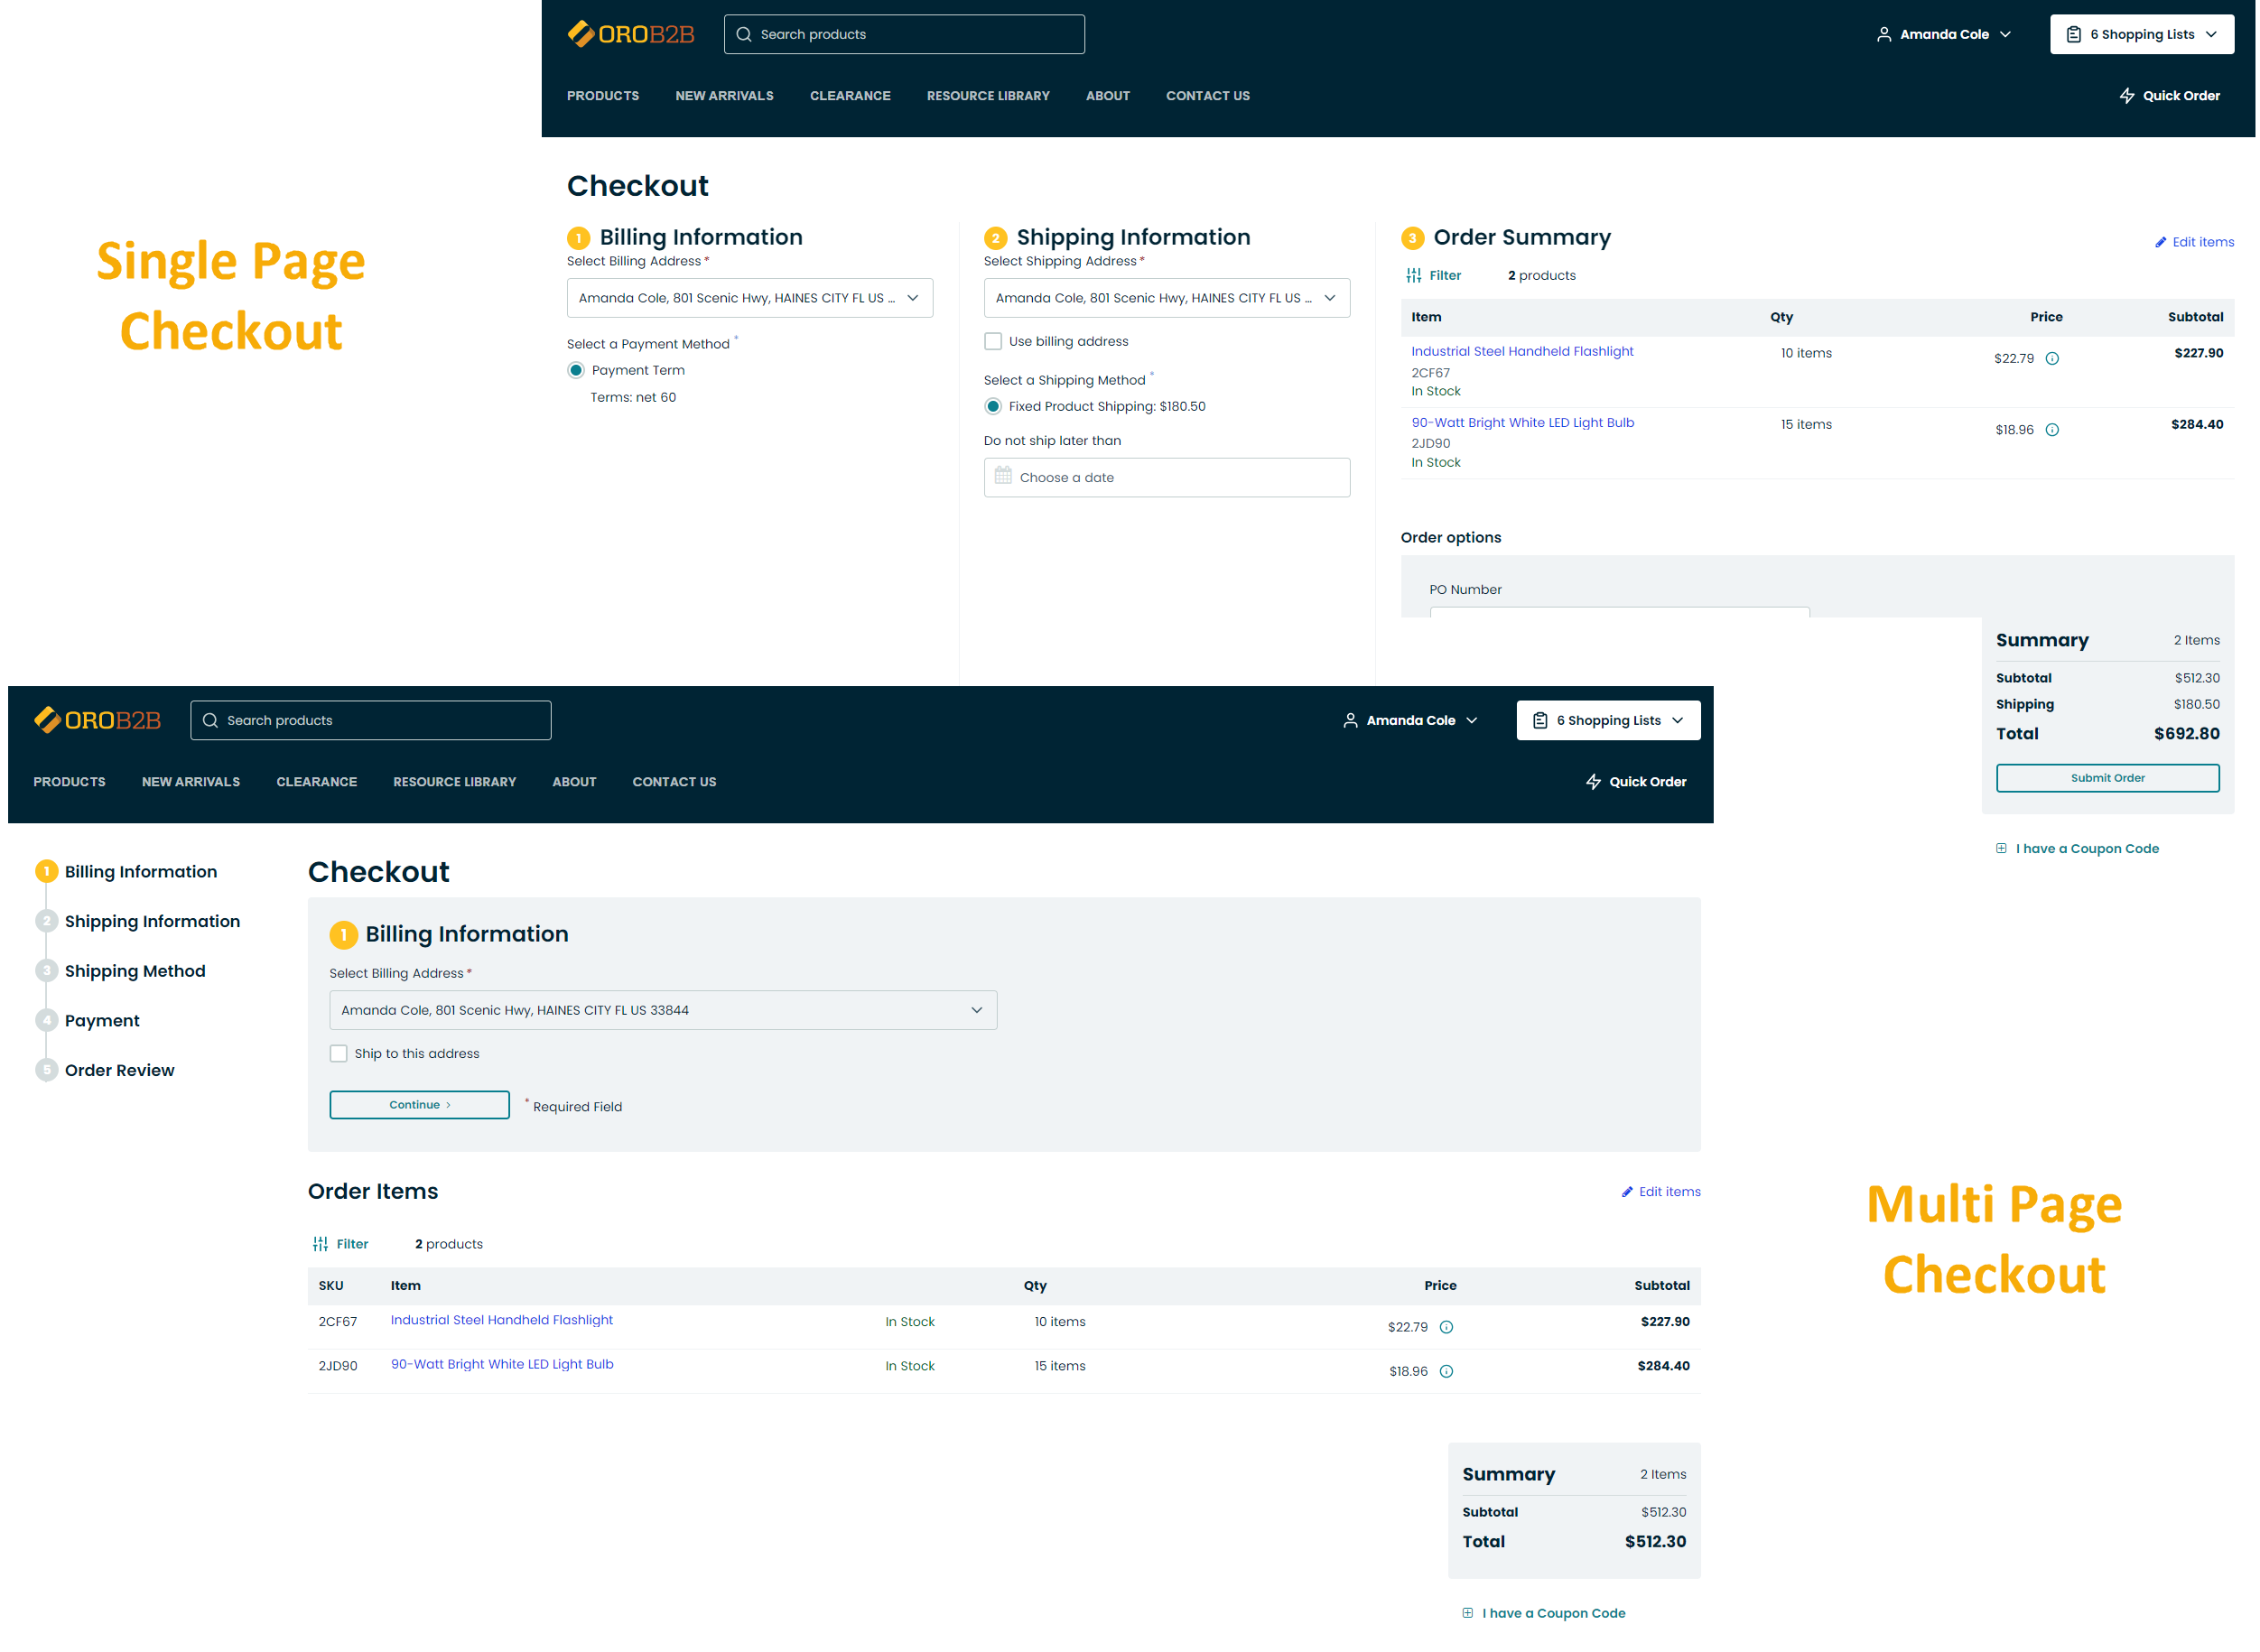 OROB2B
Search products
Amanda Cole
6 Shopping Lists
PRODUCTS NEW ARRIVALS CLEARANCE RESOURCE LIBRARY ABOUT CONTACT US
Quick Order
Single Page
Checkout
Checkout
1 Billing Information
Select Billing Address *
Amanda Cole, 801 Scenic Hwy, HAINES CITY FL US ...
Select a Payment Method *
Payment Term
Terms: net 60
2 Shipping Information
Select Shipping Address *
Amanda Cole, 801 Scenic Hwy, HAINES CITY FL US ...
Use billing address
Select a Shipping Method *
Fixed Product Shipping: $180.50
Do not ship later than
Choose a date
3 Order Summary
Edit items
Filter 2 products
Item Qty Price Subtotal
Industrial Steel Handheld Flashlight 10 items $22.79 $227.90
2CF67
In Stock
90-Watt Bright White LED Light Bulb 15 items $18.96 $284.40
2JD90
In Stock
Order options
PO Number
Summary 2 Items
Subtotal $512.30
Shipping $180.50
Total $692.80
Submit Order
I have a Coupon Code
OROB2B
Search products
Amanda Cole
6 Shopping Lists
PRODUCTS NEW ARRIVALS CLEARANCE RESOURCE LIBRARY ABOUT CONTACT US
Quick Order
1 Billing Information
2 Shipping Information
3 Shipping Method
4 Payment
5 Order Review
Checkout
1 Billing Information
Select Billing Address *
Amanda Cole, 801 Scenic Hwy, HAINES CITY FL US 33844
Ship to this address
Continue >
* Required Field
Order Items
Edit items
Filter 2 products
SKU Item Qty Price Subtotal
2CF67 Industrial Steel Handheld Flashlight In Stock 10 items $22.79 $227.90
2JD90 90-Watt Bright White LED Light Bulb In Stock 15 items $18.96 $284.40
Summary 2 Items
Subtotal $512.30
Total $512.30
I have a Coupon Code
Multi Page
Checkout